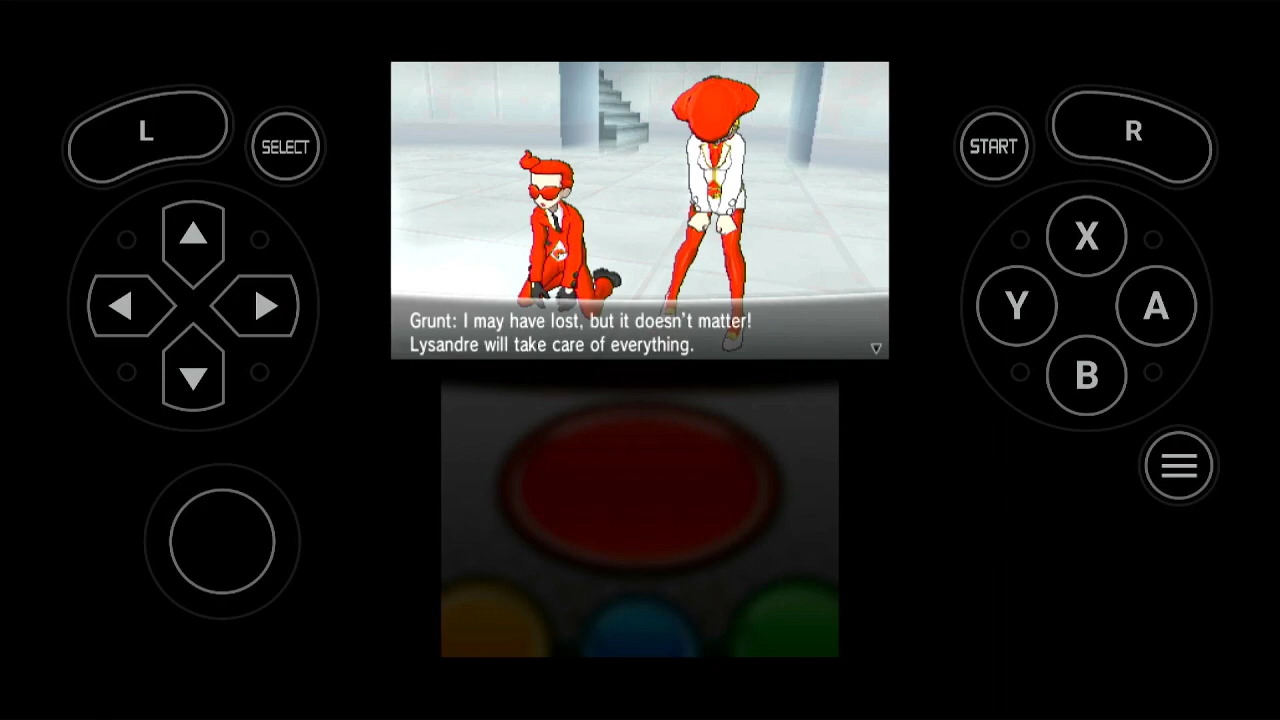 L
SELECT
START
R
X
Y
A
B
Grunt: I may have lost, but it doesn't matter!
Lysandre will take care of everything.